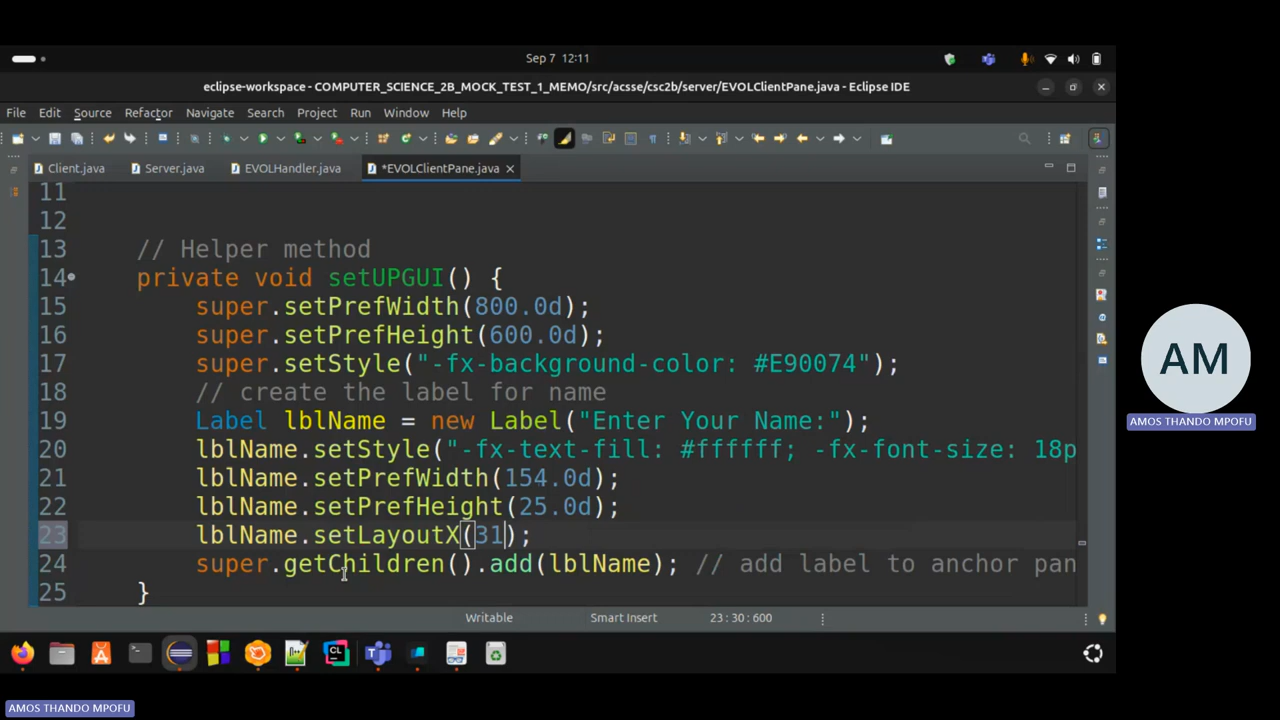 Sep 7 12:11
eclipse-workspace - COMPUTER_SCIENCE_2B_MOCK_TEST_1_MEMO/src/acsse/csc2b/server/EVOLClientPane.java - Eclipse IDE
File Edit Source Refactor Navigate Search Project Run Window Help
Client.java Server.java EVOLHandler.java *EVOLClientPane.java
11
12
13 // Helper method
14 private void setUPGUI() {
15 super.setPrefWidth(800.0d);
16 super.setPrefHeight(600.0d);
17 super.setStyle("-fx-background-color: #E90074");
18 // create the label for name
19 Label lblName = new Label("Enter Your Name:");
20 lblName.setStyle("-fx-text-fill: #ffffff; -fx-font-size: 18p
21 lblName.setPrefWidth(154.0d);
22 lblName.setPrefHeight(25.0d);
23 lblName.setLayoutX(31);
24 super.getChildren().add(lblName); // add label to anchor pan
25 }
Writable Smart Insert 23:30:600
AM
AMOS THANDO MPOFU
AMOS THANDO MPOFU